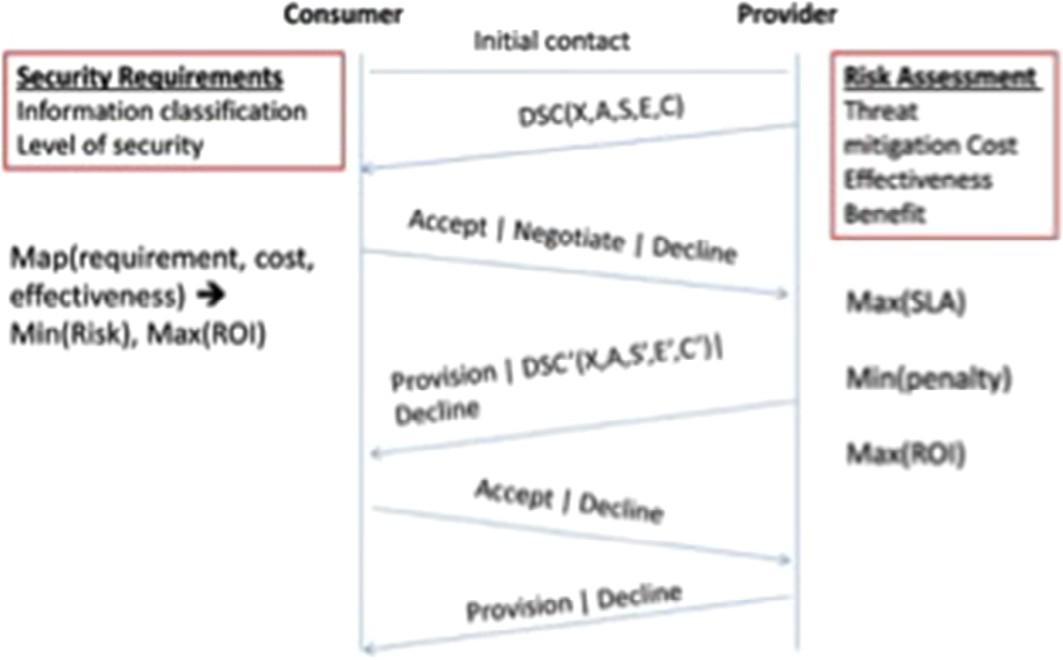 Consumer
Provider
Initial contact
Security Requirements
Information classification
Level of security
Risk Assessment
Threat
mitigation Cost
Effectiveness
Benefit
DSC(X,A,S,E,C)
Accept | Negotiate | Decline
Map(requirement, cost,
effectiveness) ➔
Min(Risk), Max(ROI)
Max(SLA)
Min(penalty)
Max(ROI)
Provision | DSC'(X,A,S',E',C')|
Decline
Accept | Decline
Provision | Decline